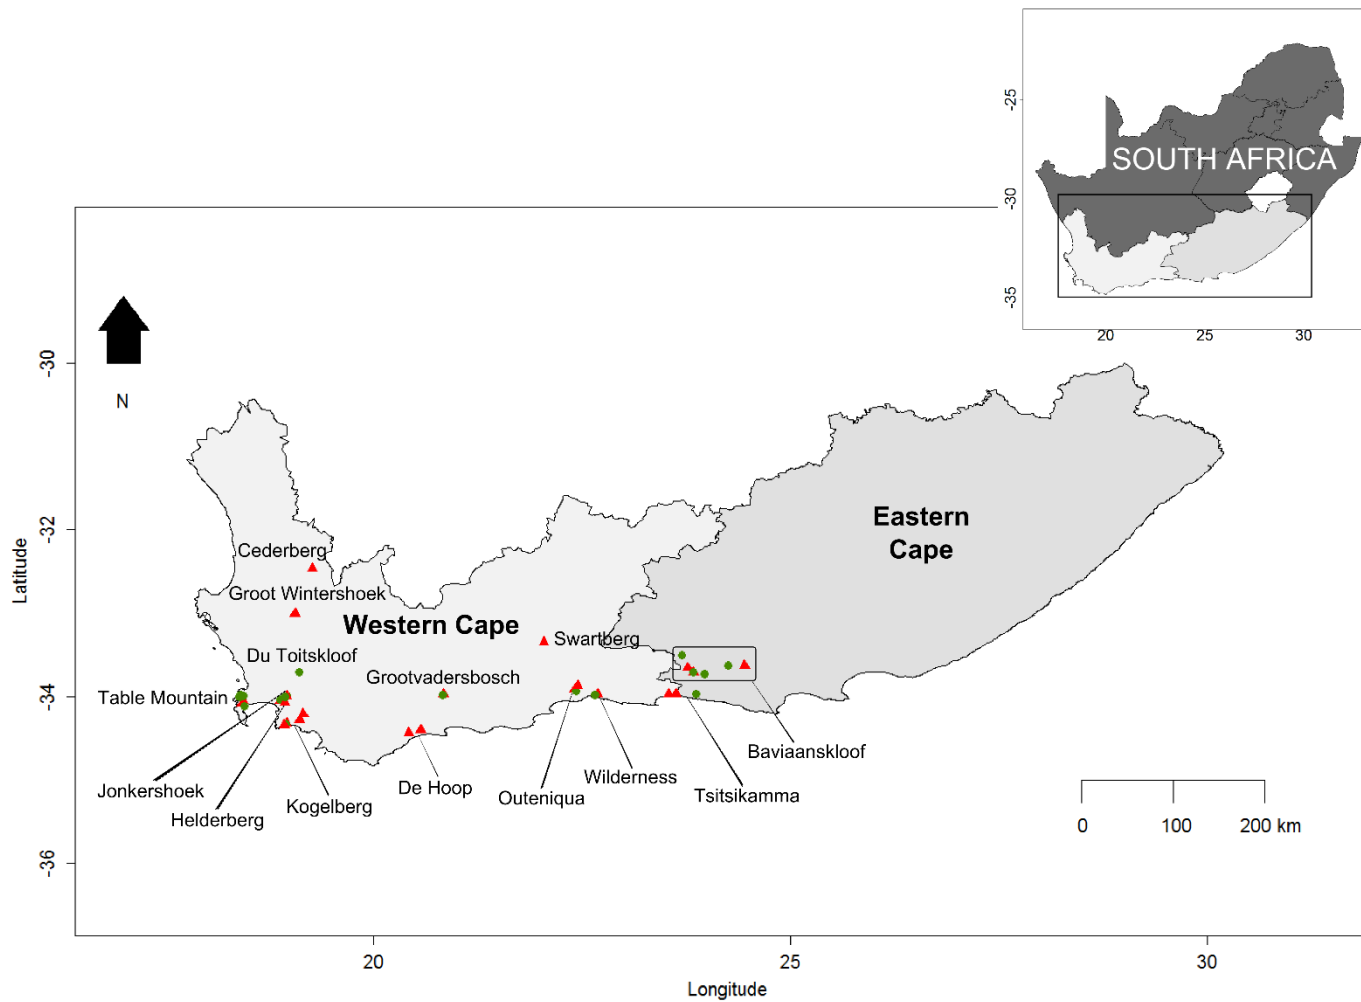 -25
SOUTH AFRICA
-30
-35
20
25
30
-30
N
-32
Eastern
Cape
Cederberg
Groot Wintershoek
Western Cape
Swartberg
Du Toitskloof
Grootvadersbosch
-34
Table Mountain
Baviaanskloof
Wilderness
De Hoop
Jonkershoek
Outeniqua
Tsitsikamma
Kogelberg
Helderberg
0 100 200 km
-36
Latitude
20 25 30
Longitude